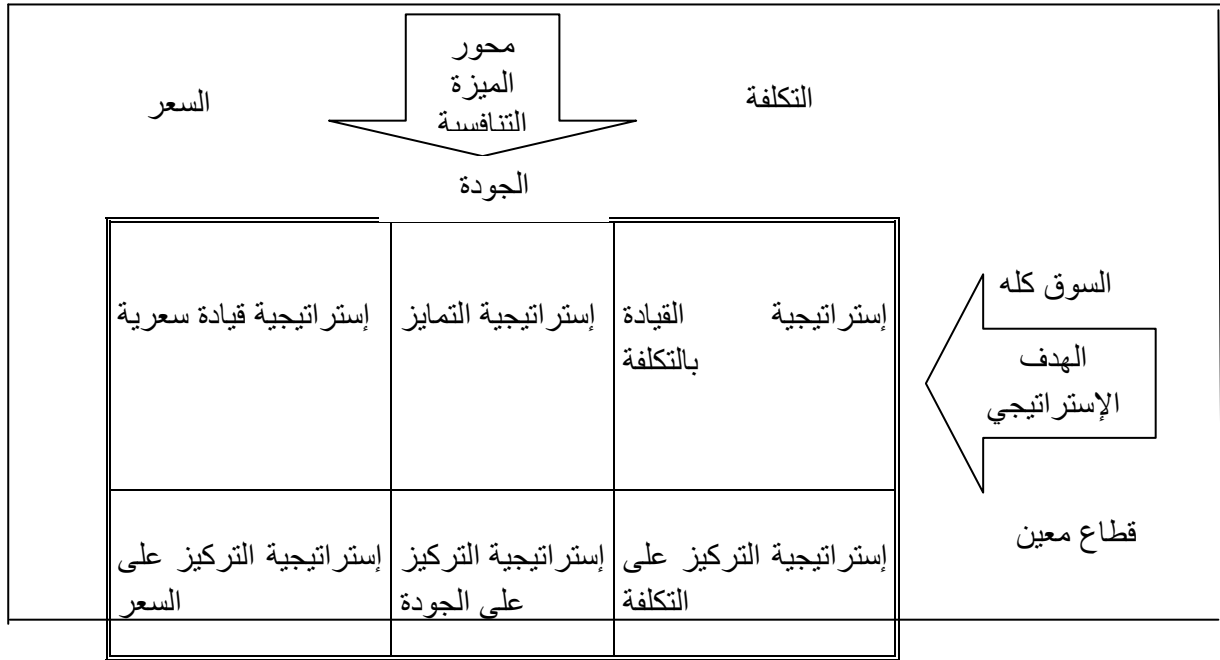 محور
الميزة
التنافسية
التكلفة
السعر
الجودة
السوق كله
الهدف
الإستراتيجي
قطاع معين
إستراتيجية القيادة
بالتكلفة
إستراتيجية التمايز
إستراتيجية قيادة سعرية
إستراتيجية التركيز على
التكلفة
إستراتيجية التركيز
على الجودة
إستراتيجية التركيز على
السعر